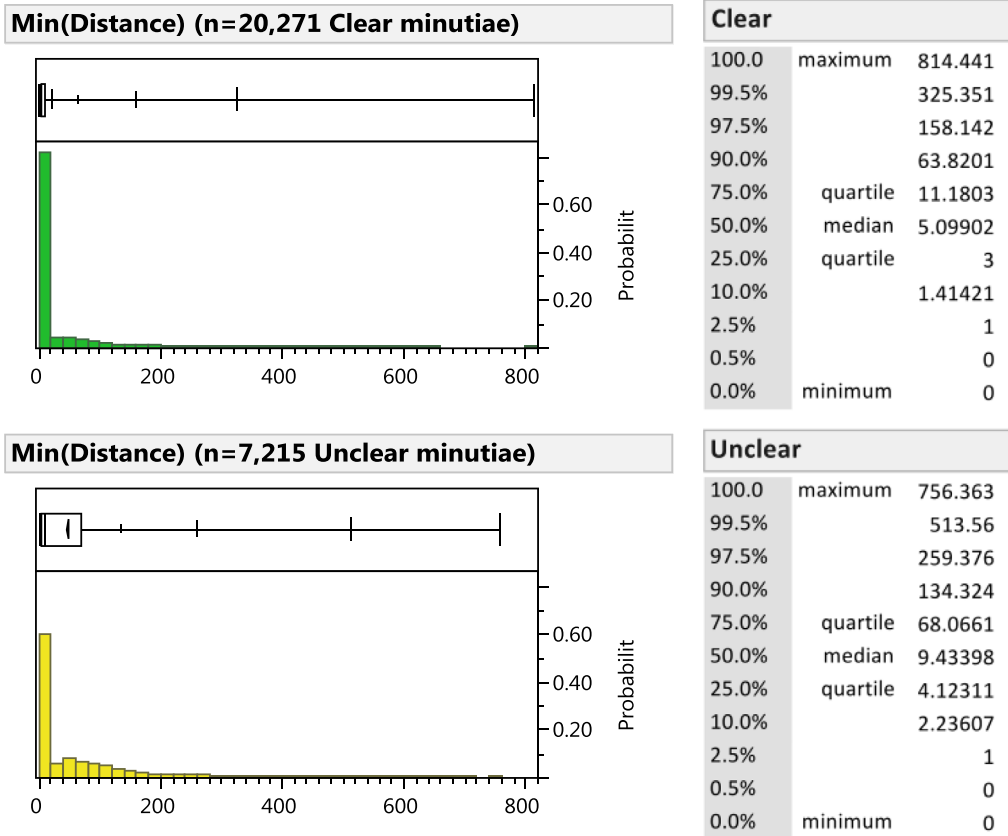 Min(Distance) (n=20,271 Clear minutiae)
0.60
0.40
0.20
Probabilit
0 200 400 600 800
Clear
100.0 maximum 814.441
99.5% 325.351
97.5% 158.142
90.0% 63.8201
75.0% quartile 11.1803
50.0% median 5.09902
25.0% quartile 3
10.0% 1.41421
2.5% 1
0.5% 0
0.0% minimum 0
Min(Distance) (n=7,215 Unclear minutiae)
0.60
0.40
0.20
Probabilit
0 200 400 600 800
Unclear
100.0 maximum 756.363
99.5% 513.56
97.5% 259.376
90.0% 134.324
75.0% quartile 68.0661
50.0% median 9.43398
25.0% quartile 4.12311
10.0% 2.23607
2.5% 1
0.5% 0
0.0% minimum 0